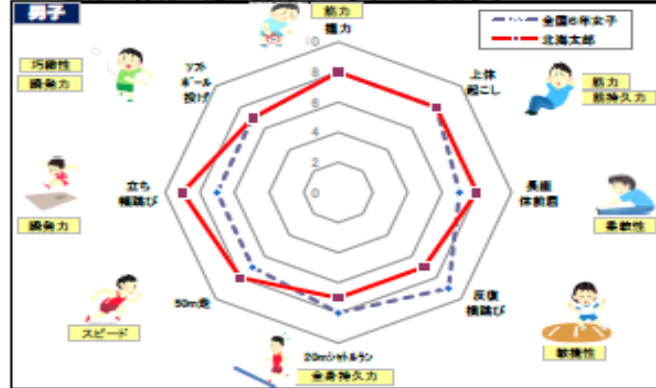 男子
筋力
握力
全国6年女子
北海太郎
10
8
6
4
2
0
上体
起こし
筋力
筋持久力
長座
体前屈
柔軟性
反復
横跳び
敏捷性
20mシャトルラン
全身持久力
50m走
スピード
立ち
幅跳び
瞬発力
ソフト
ボール
投げ
巧緻性
瞬発力